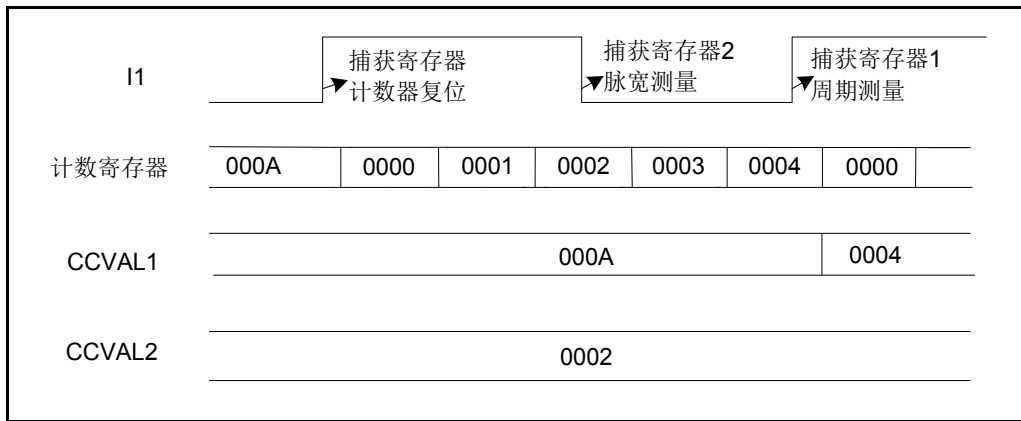 I1
捕获寄存器
计数器复位
捕获寄存器2
脉宽测量
捕获寄存器1
周期测量
计数寄存器 000A 0000 0001 0002 0003 0004 0000
CCVAL1 000A 0004
CCVAL2 0002